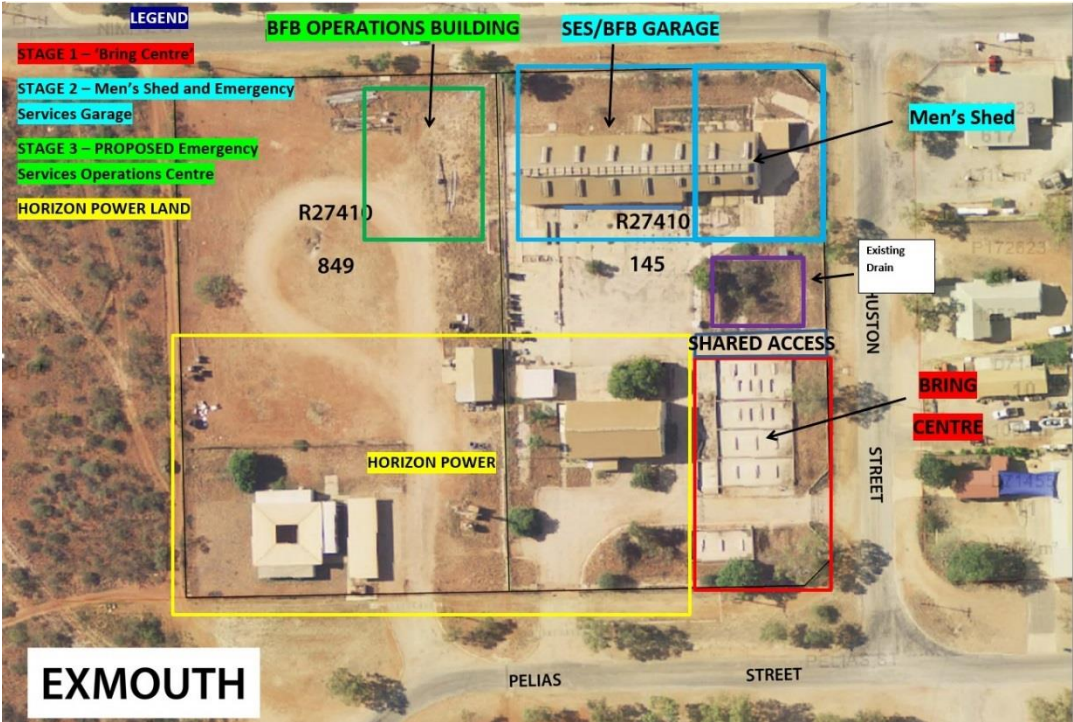 LEGEND
STAGE 1 – 'Bring Centre'
STAGE 2 – Men's Shed and Emergency
Services Garage
STAGE 3 – PROPOSED Emergency
Services Operations Centre
HORIZON POWER LAND
BFB OPERATIONS BUILDING
SES/BFB GARAGE
Men's Shed
R27410
849
R27410
145
Existing
Drain
HUSTON
STREET
SHARED ACCESS
BRING
CENTRE
HORIZON POWER
EXMOUTH
PELIAS STREET
PELIAS ST